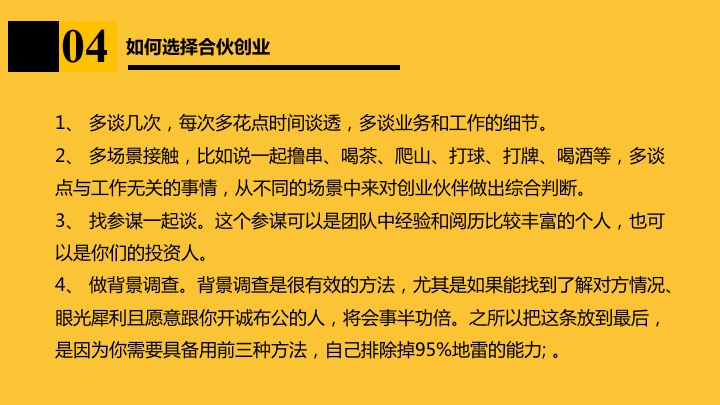 04
如何选择合伙创业
1、 多谈几次，每次多花点时间谈透，多谈业务和工作的细节。
2、 多场景接触，比如说一起撸串、喝茶、爬山、打球、打牌、喝酒等，多谈
点与工作无关的事情，从不同的场景中来对创业伙伴做出综合判断。
3、 找参谋一起谈。这个参谋可以是团队中经验和阅历比较丰富的个人，也可
以是你们的投资人。
4、 做背景调查。背景调查是很有效的方法，尤其是如果能找到了解对方情况、
眼光犀利且愿意跟你开诚布公的人，将会事半功倍。之所以把这条放到最后，
是因为你需要具备用前三种方法，自己排除掉95%地雷的能力; 。